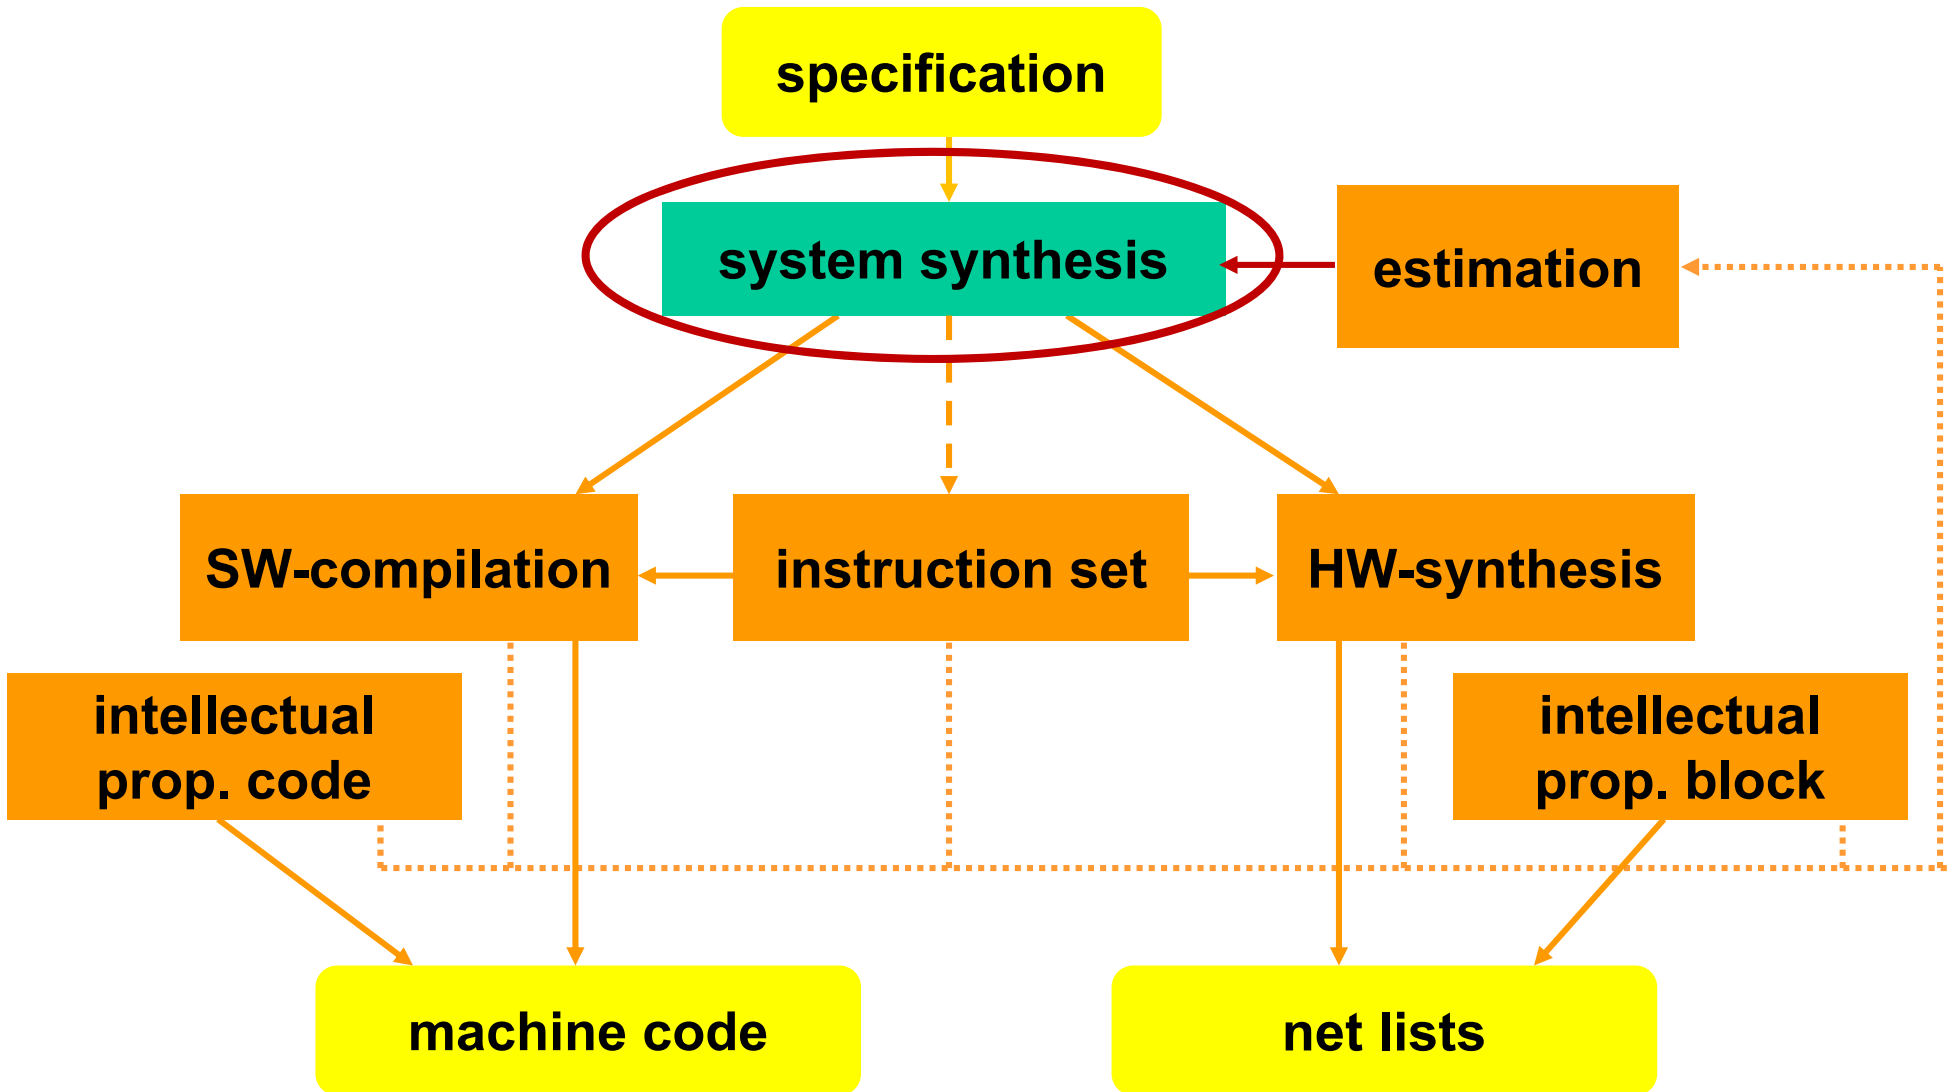 specification
system synthesis
estimation
SW-compilation
instruction set
HW-synthesis
intellectual
prop. code
intellectual
prop. block
machine code
net lists